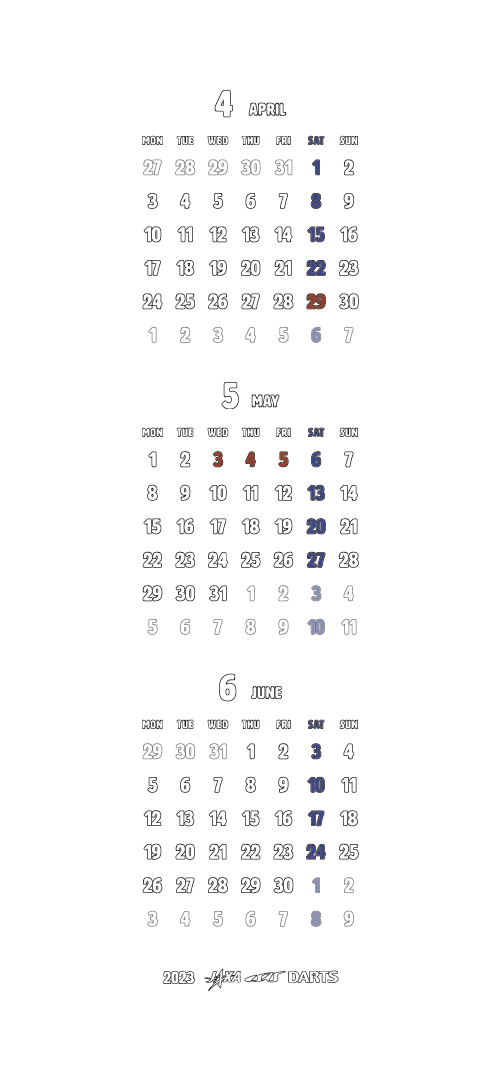 4 APRIL
MON TUE WED THU FRI SAT SUN
27 28 29 30 31 1 2
3 4 5 6 7 8 9
10 11 12 13 14 15 16
17 18 19 20 21 22 23
24 25 26 27 28 29 30
1 2 3 4 5 6 7
5 MAY
MON TUE WED THU FRI SAT SUN
1 2 3 4 5 6 7
8 9 10 11 12 13 14
15 16 17 18 19 20 21
22 23 24 25 26 27 28
29 30 31 1 2 3 4
5 6 7 8 9 10 11
6 JUNE
MON TUE WED THU FRI SAT SUN
29 30 31 1 2 3 4
5 6 7 8 9 10 11
12 13 14 15 16 17 18
19 20 21 22 23 24 25
26 27 28 29 30 1 2
3 4 5 6 7 8 9
2023 JAXA ISAS DARTS